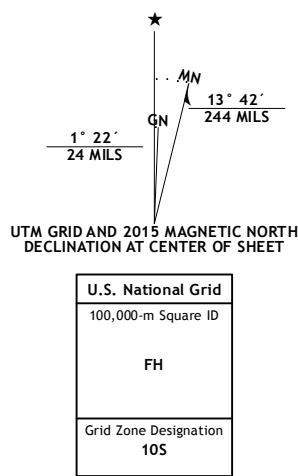 ★
MN
GN
13° 42´
244 MILS
1° 22´
24 MILS
UTM GRID AND 2015 MAGNETIC NORTH
DECLINATION AT CENTER OF SHEET
U.S. National Grid
100,000-m Square ID
FH
Grid Zone Designation
10S